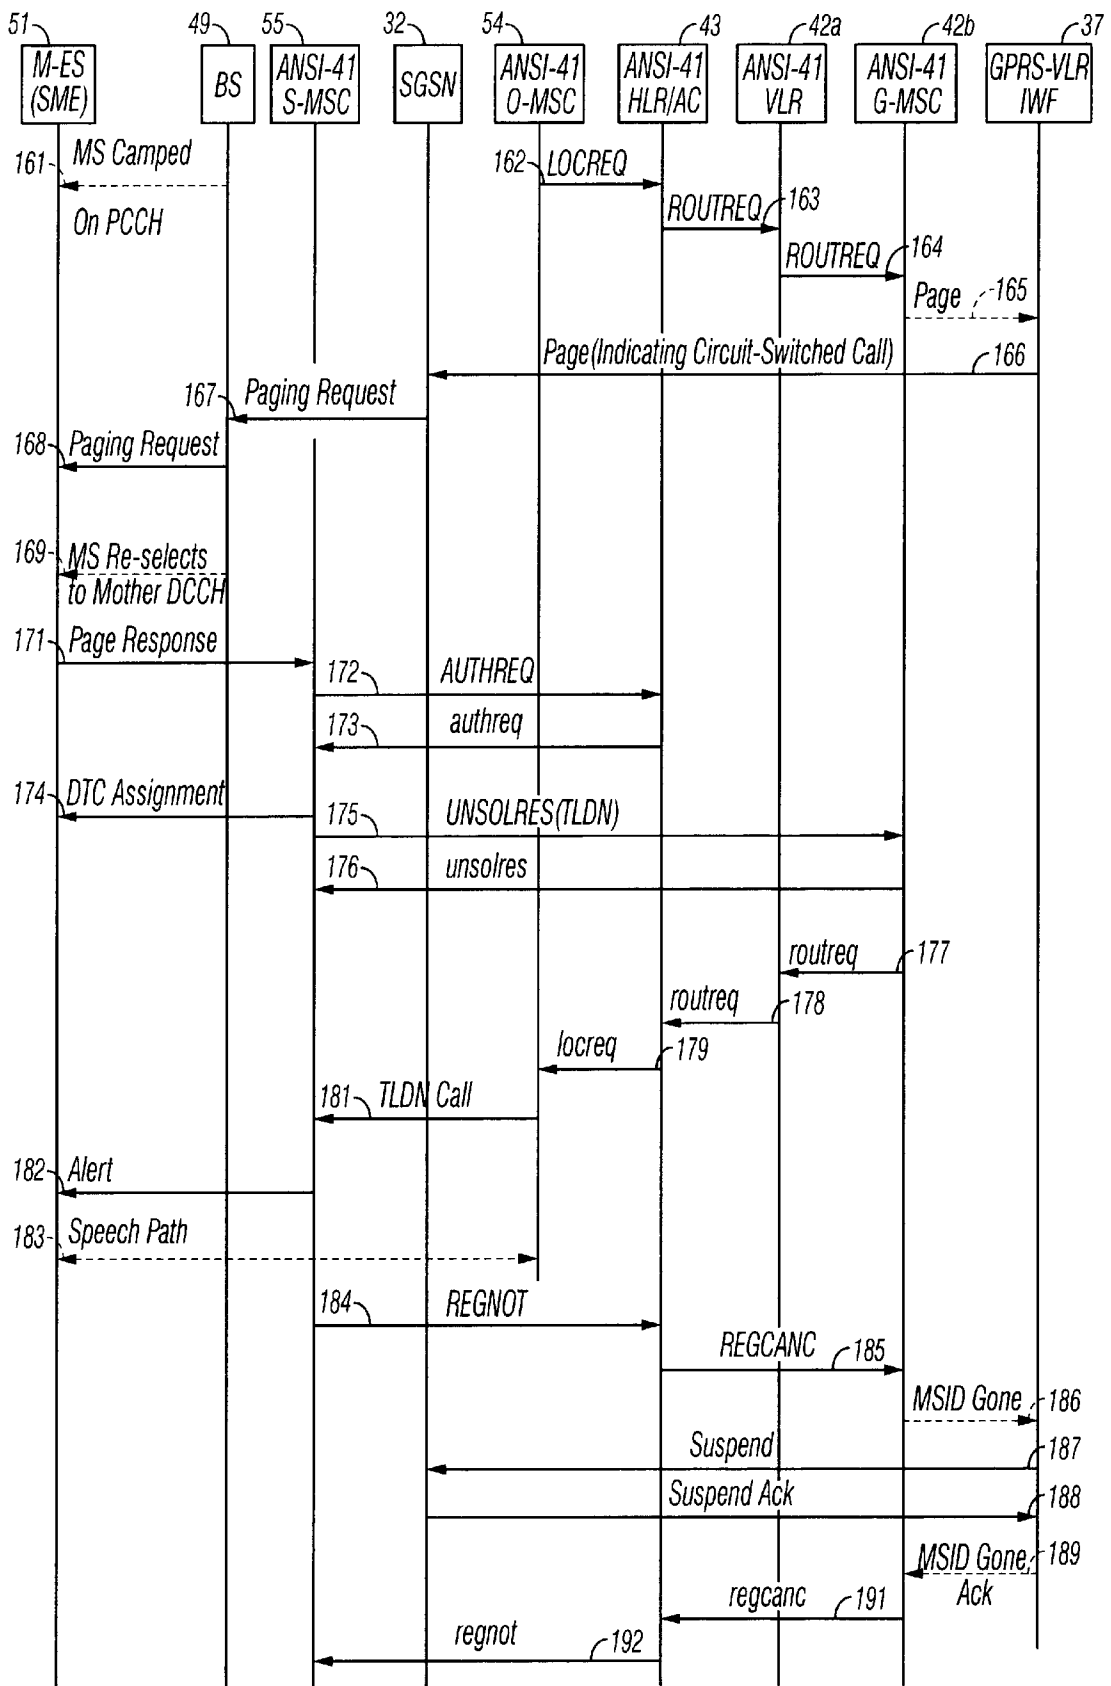 51 49 55 32 54 43 42a 42b 37
M-ES (SME)
BS
ANSI-41 S-MSC
SGSN
ANSI-41 O-MSC
ANSI-41 HLR/AC
ANSI-41 VLR
ANSI-41 G-MSC
GPRS-VLR IWF
161 MS Camped
On PCCH
162 LOCREQ
ROUTREQ 163
ROUTREQ 164
Page 165
Page(Indicating Circuit-Switched Call) 166
167 Paging Request
168 Paging Request
169 MS Re-selects
to Mother DCCH
171 Page Response
172 AUTHREQ
173 authreq
174 DTC Assignment
175 UNSOLRES(TLDN)
176 unsolres
routreq 177
routreq 178
locreq 179
181 TLDN Call
182 Alert
183 Speech Path
184 REGNOT
REGCANC 185
MSID Gone 186
Suspend 187
Suspend Ack 188
MSID Gone 189
Ack
regcanc 191
regnot 192